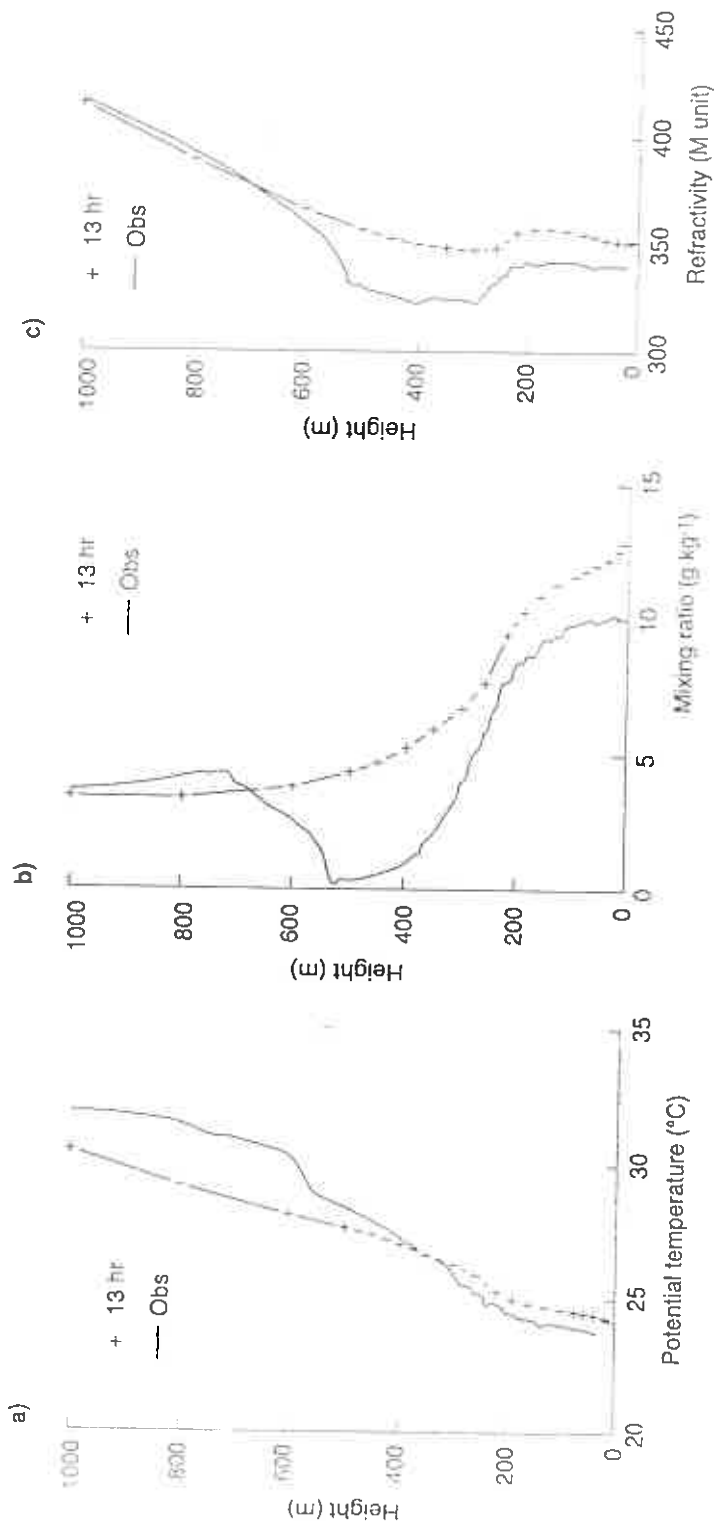 a)
Height (m)
1000
800
600
400
200
0
20
25
30
35
Potential temperature (°C)
+ 13 hr
— Obs
b)
Height (m)
1000
800
600
400
200
0
0
5
10
15
Mixing ratio (g kg-1)
+ 13 hr
— Obs
c)
Height (m)
1000
800
600
400
200
0
300
350
400
450
Refractivity (M unit)
+ 13 hr
— Obs